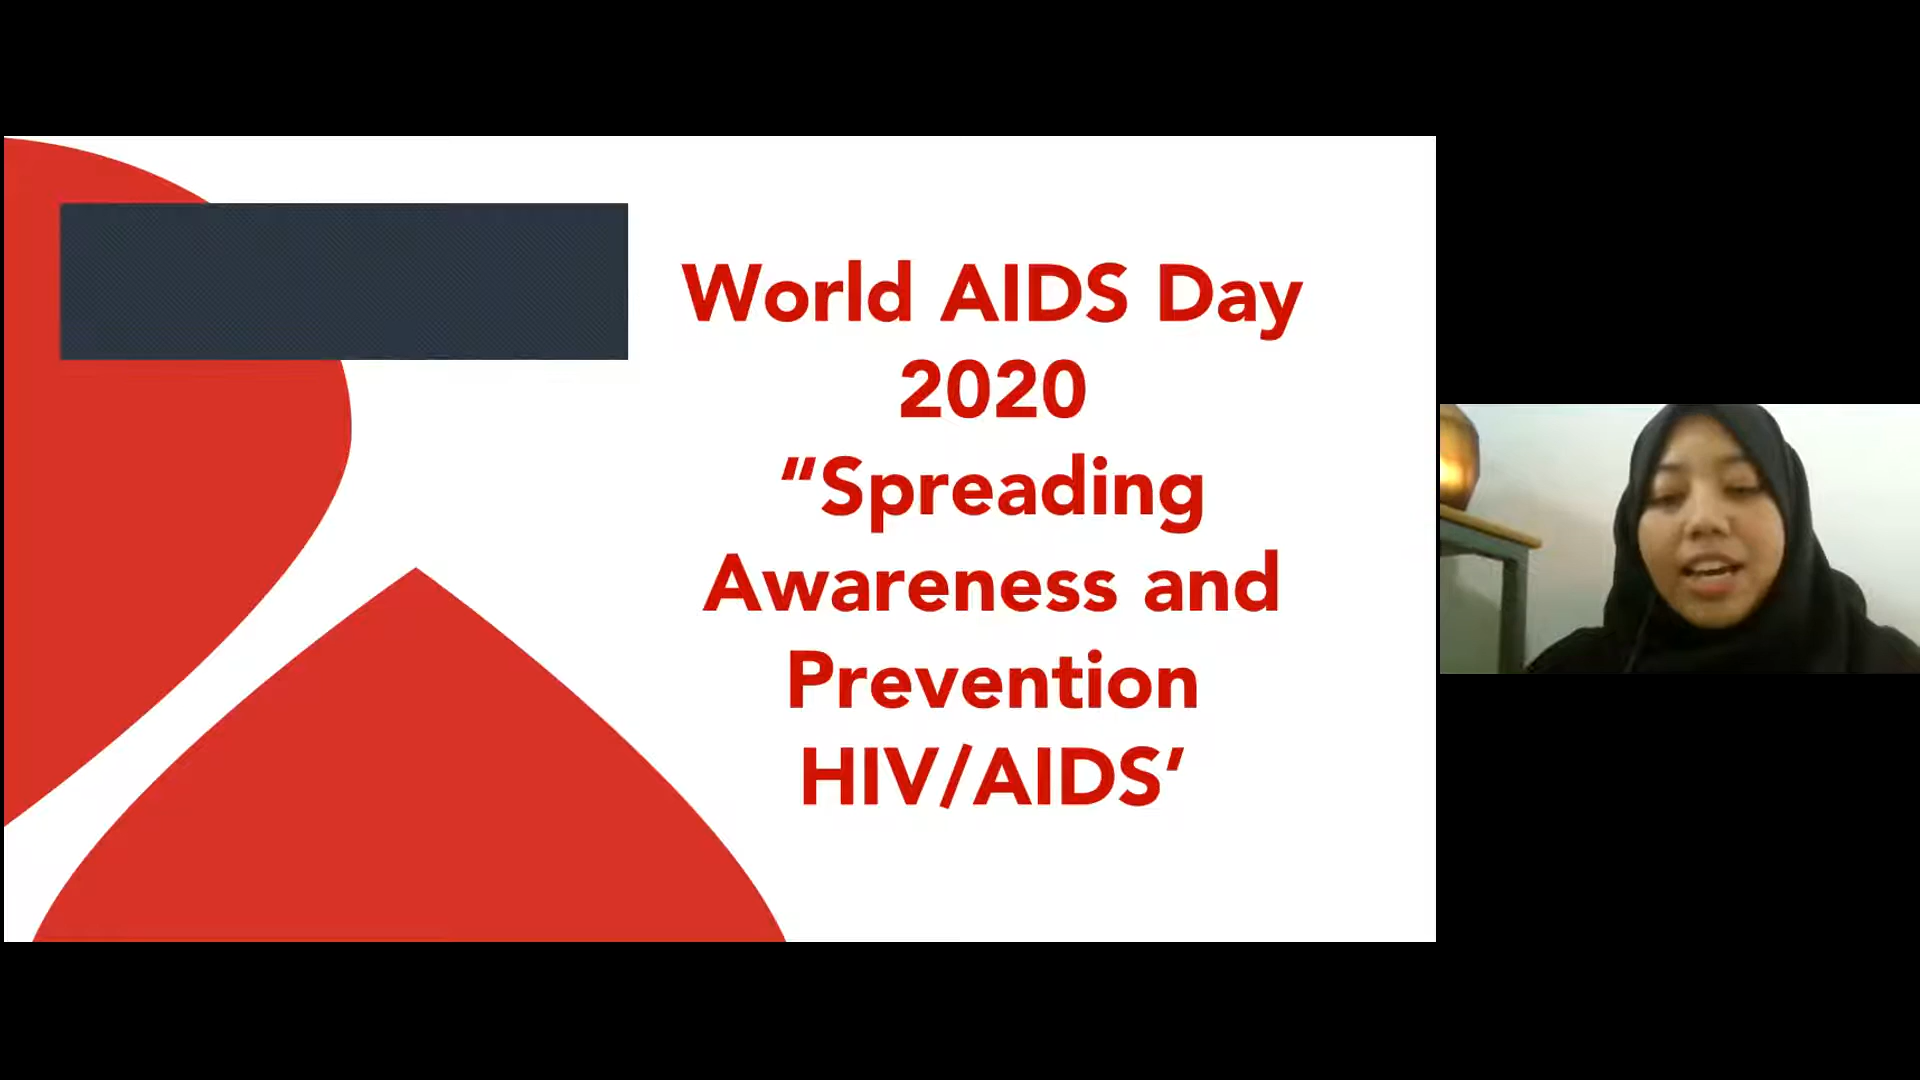 World AIDS Day
2020
“Spreading
Awareness and
Prevention
HIV/AIDS’